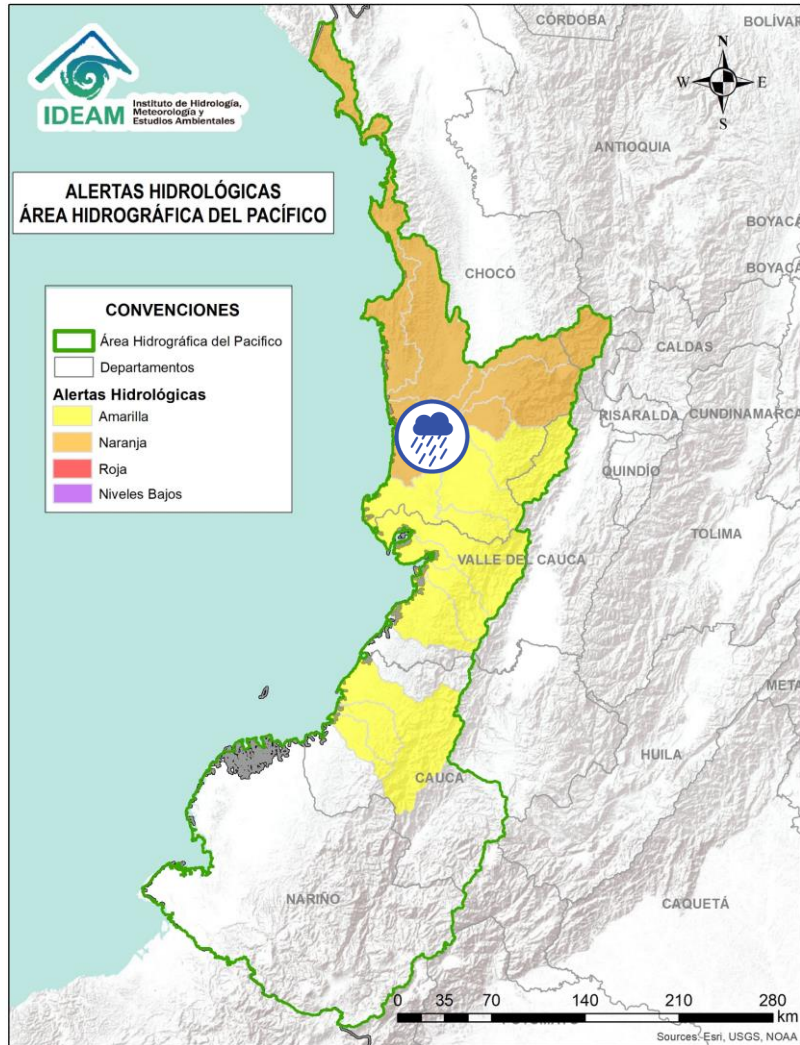 IDEAM
Instituto de Hidrología,
Meteorología y
Estudios Ambientales
ALERTAS HIDROLÓGICAS
ÁREA HIDROGRÁFICA DEL PACÍFICO
CONVENCIONES
Área Hidrográfica del Pacifico
Departamentos
Alertas Hidrológicas
Amarilla
Naranja
Roja
Niveles Bajos
CÓRDOBA
BOLÍVAR
N
W
E
S
ANTIOQUIA
BOYACÁ
BOYACÁ
CHOCÓ
CALDAS
RISARALDA
CUNDINAMARCA
QUINDÍO
TOLIMA
VALLE DEL CAUCA
META
HUILA
CAUCA
NARIÑO
CAQUETÁ
0 35 70 140 210 280
km
Sources: Esri, USGS, NOAA